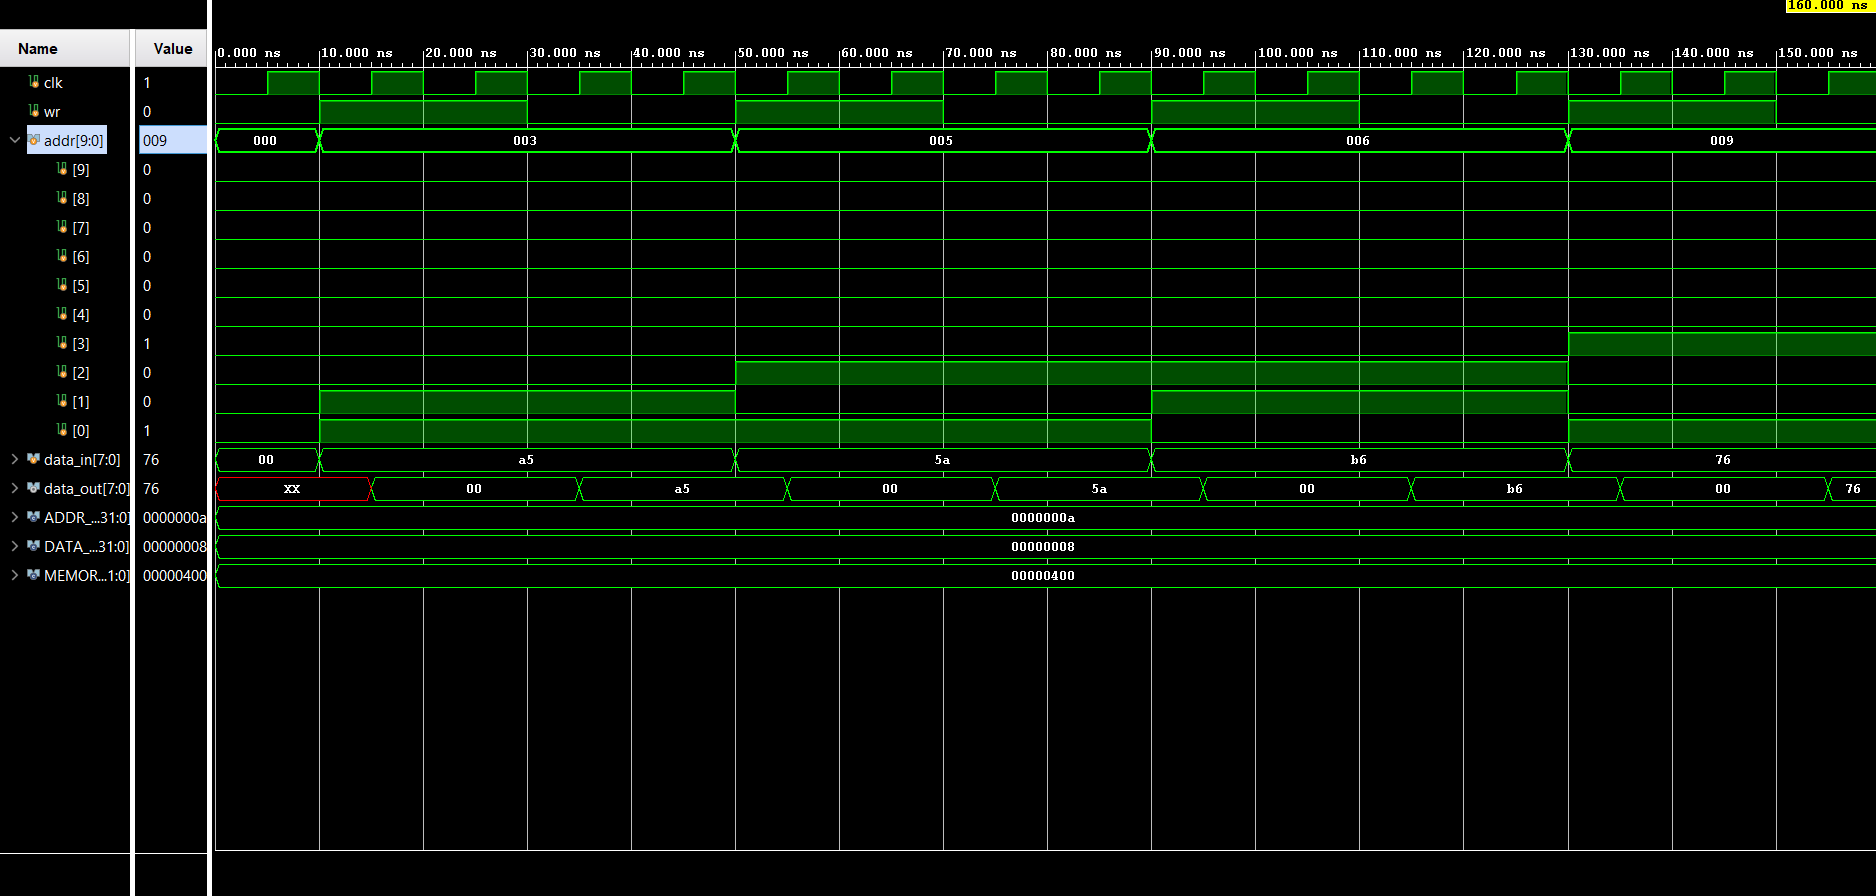 160.000 ns
Name Value
0.000 ns 10.000 ns 20.000 ns 30.000 ns 40.000 ns 50.000 ns 60.000 ns 70.000 ns 80.000 ns 90.000 ns 100.000 ns 110.000 ns 120.000 ns 130.000 ns 140.000 ns 150.000 ns
clk 1
wr 0
addr[9:0] 009 000 003 005 006 009
[9] 0
[8] 0
[7] 0
[6] 0
[5] 0
[4] 0
[3] 1
[2] 0
[1] 0
[0] 1
data_in[7:0] 76 00 a5 5a b6 76
data_out[7:0] 76 XX 00 a5 00 5a 00 b6 00 76
ADDR_...31:0] 0000000a 0000000a
DATA_...31:0] 00000008 00000008
MEMOR...1:0] 00000400 00000400